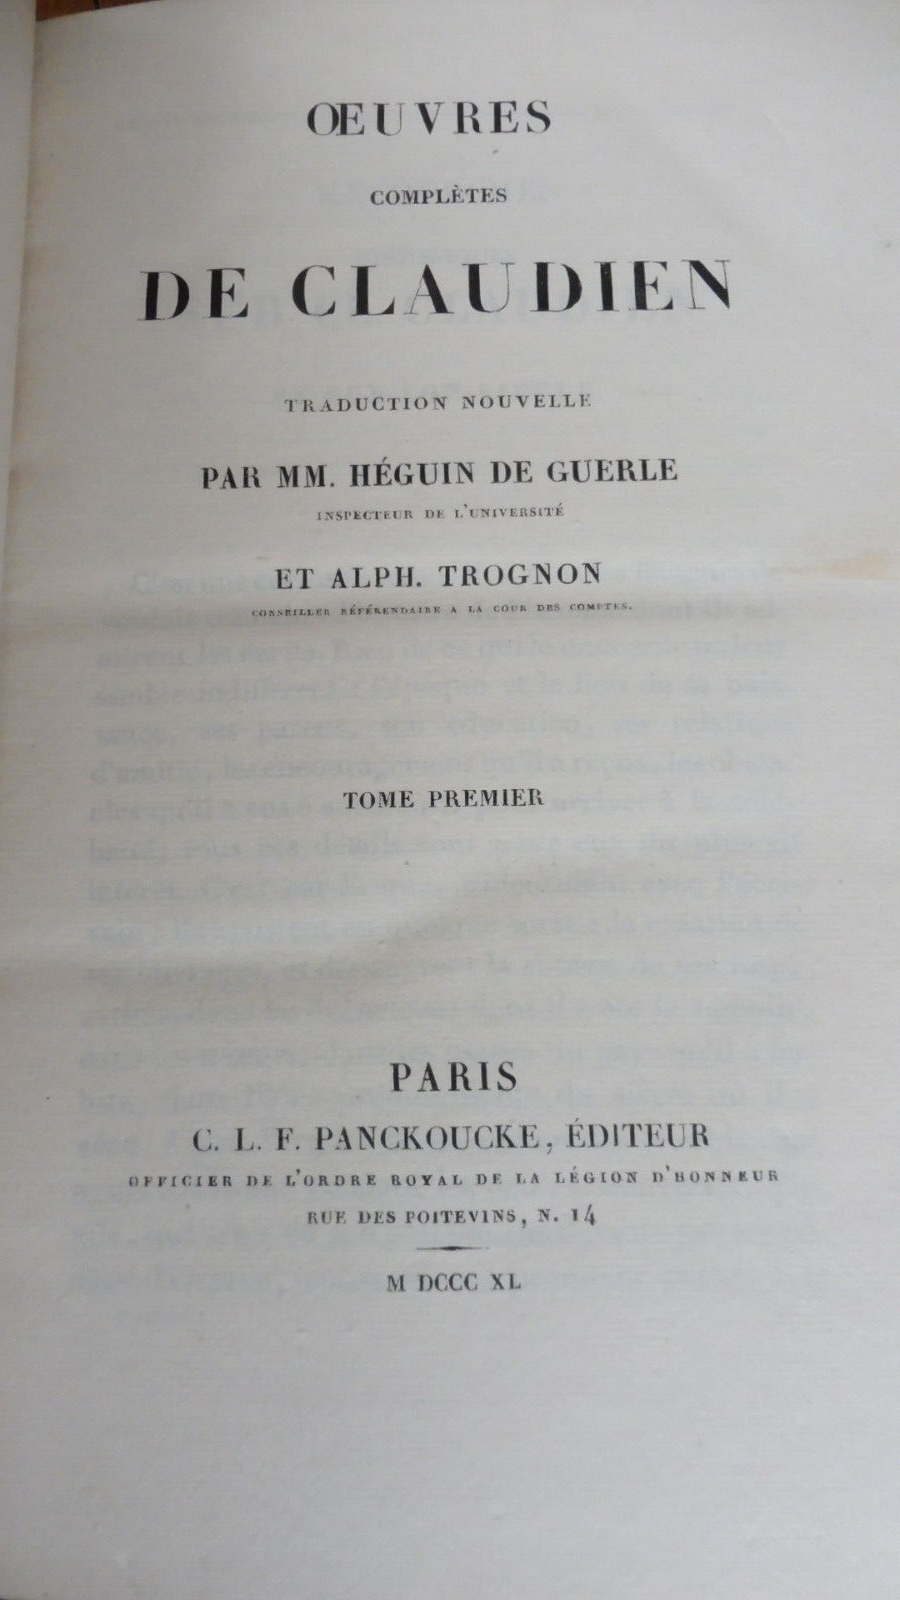 ŒUVRES
COMPLÈTES
DE CLAUDIEN
TRADUCTION NOUVELLE
PAR MM. HÉGUIN DE GUERLE
INSPECTEUR DE L'UNIVERSITÉ
ET ALPH. TROGNON
CONSEILLER RÉFÉRENDAIRE A LA COUR DES COMPTES.
TOME PREMIER
PARIS
C. L. F. PANCKOUCKE, ÉDITEUR
OFFICIER DE L'ORDRE ROYAL DE LA LÉGION D'HONNEUR
RUE DES POITEVINS, N. 14
M DCCC XL